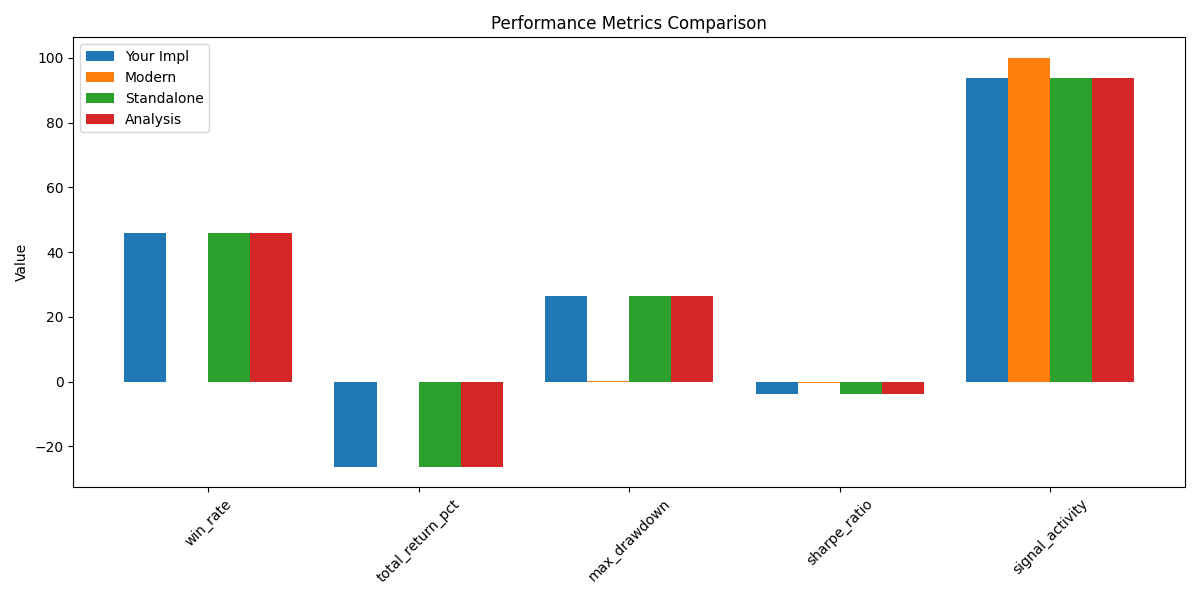 Performance Metrics Comparison
Your Impl
Modern
Standalone
Analysis
Value
100
80
60
40
20
0
−20
win_rate
total_return_pct
max_drawdown
sharpe_ratio
signal_activity